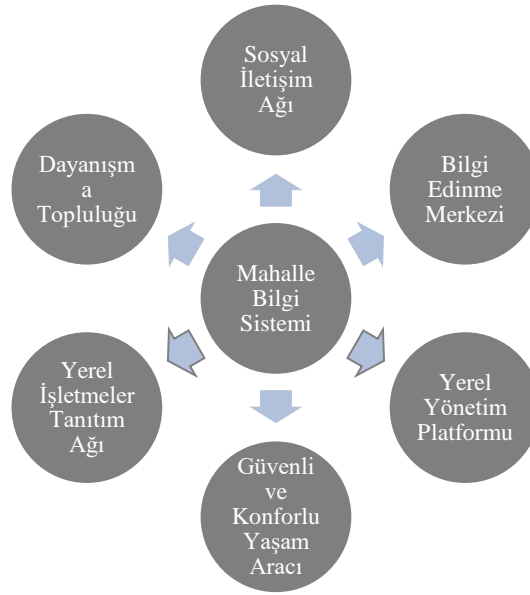 Sosyal
İletişim
Ağı
Dayanışm
a
Topluluğu
Bilgi
Edinme
Merkezi
Mahalle
Bilgi
Sistemi
Yerel
İşletmeler
Tanıtım
Ağı
Yerel
Yönetim
Platformu
Güvenli
ve
Konforlu
Yaşam
Aracı